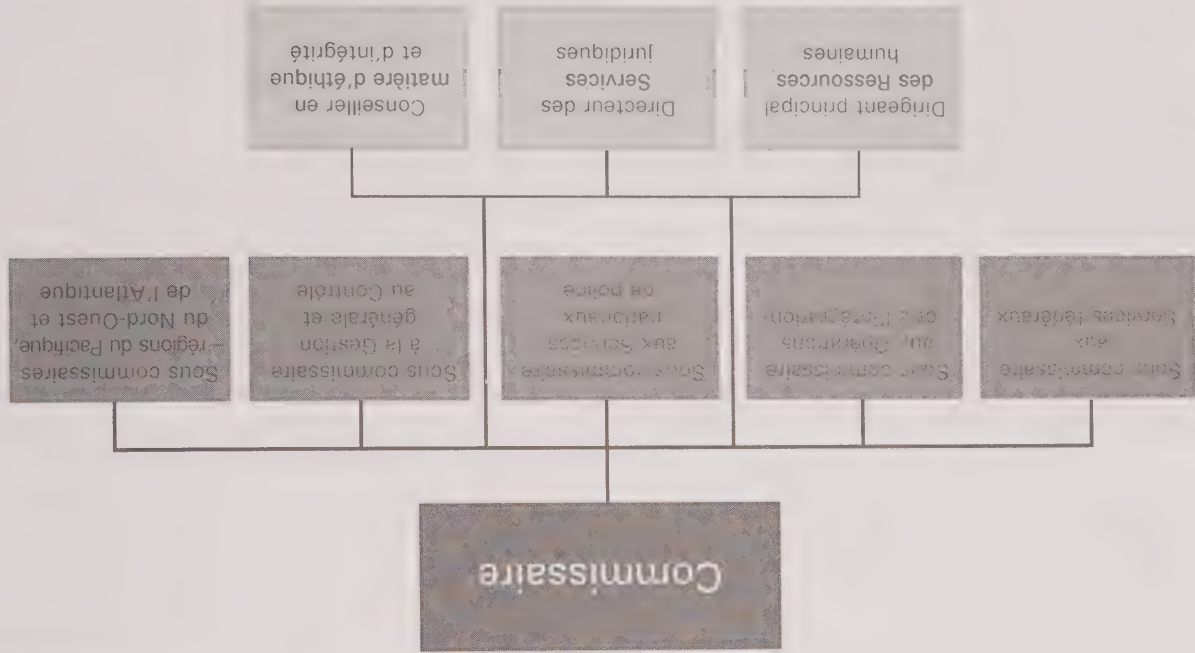 Commissaire
Sous commissaire
aux
Services fédéraux
Sous commissaire
aux Opérations
et à l'Intégration
Sous commissaire
aux Services
nationaux
de police
Sous commissaire
à la Gestion
générale et
au Contrôle
Sous commissaires
–régions du Pacifique,
du Nord-Ouest et
de l'Atlantique
Dirigeant principal
des Ressources
humaines
Directeur des
Services
juridiques
Conseiller en
matière d'éthique
et d'intégrité